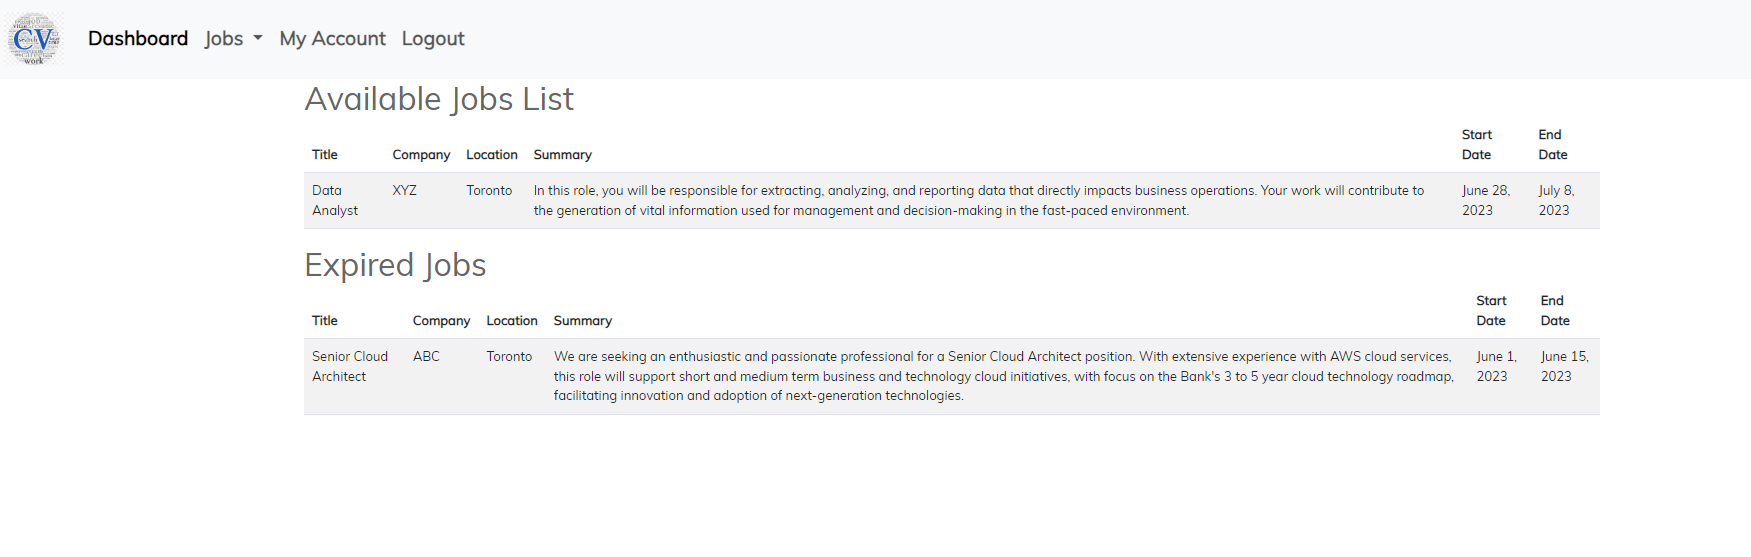 CV
work
Dashboard Jobs My Account Logout
Available Jobs List
Title Company Location Summary Start Date End Date
Data Analyst XYZ Toronto In this role, you will be responsible for extracting, analyzing, and reporting data that directly impacts business operations. Your work will contribute to
the generation of vital information used for management and decision-making in the fast-paced environment. June 28, 2023 July 8, 2023
Expired Jobs
Title Company Location Summary Start Date End Date
Senior Cloud Architect ABC Toronto We are seeking an enthusiastic and passionate professional for a Senior Cloud Architect position. With extensive experience with AWS cloud services,
this role will support short and medium term business and technology cloud initiatives, with focus on the Bank's 3 to 5 year cloud technology roadmap,
facilitating innovation and adoption of next-generation technologies. June 1, 2023 June 15, 2023